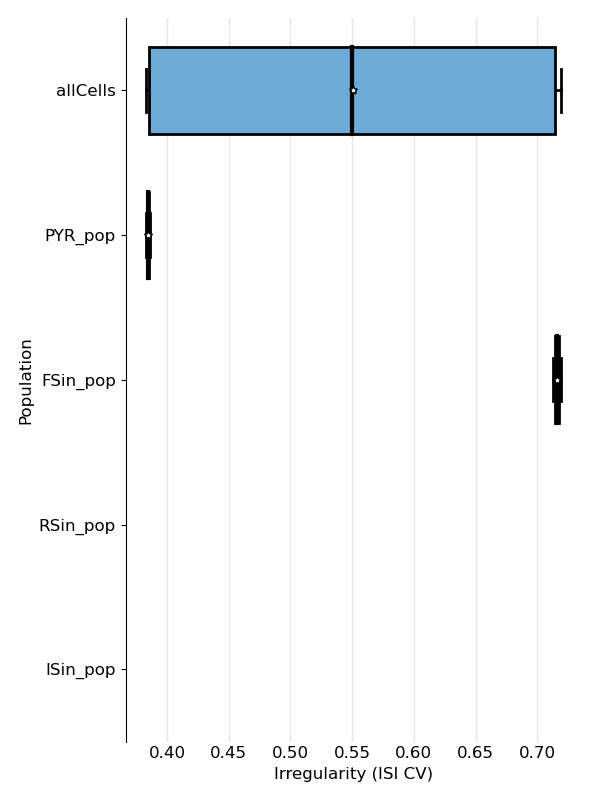 allCells
PYR_pop
FSin_pop
RSin_pop
ISin_pop
Population
0.40 0.45 0.50 0.55 0.60 0.65 0.70
Irregularity (ISI CV)